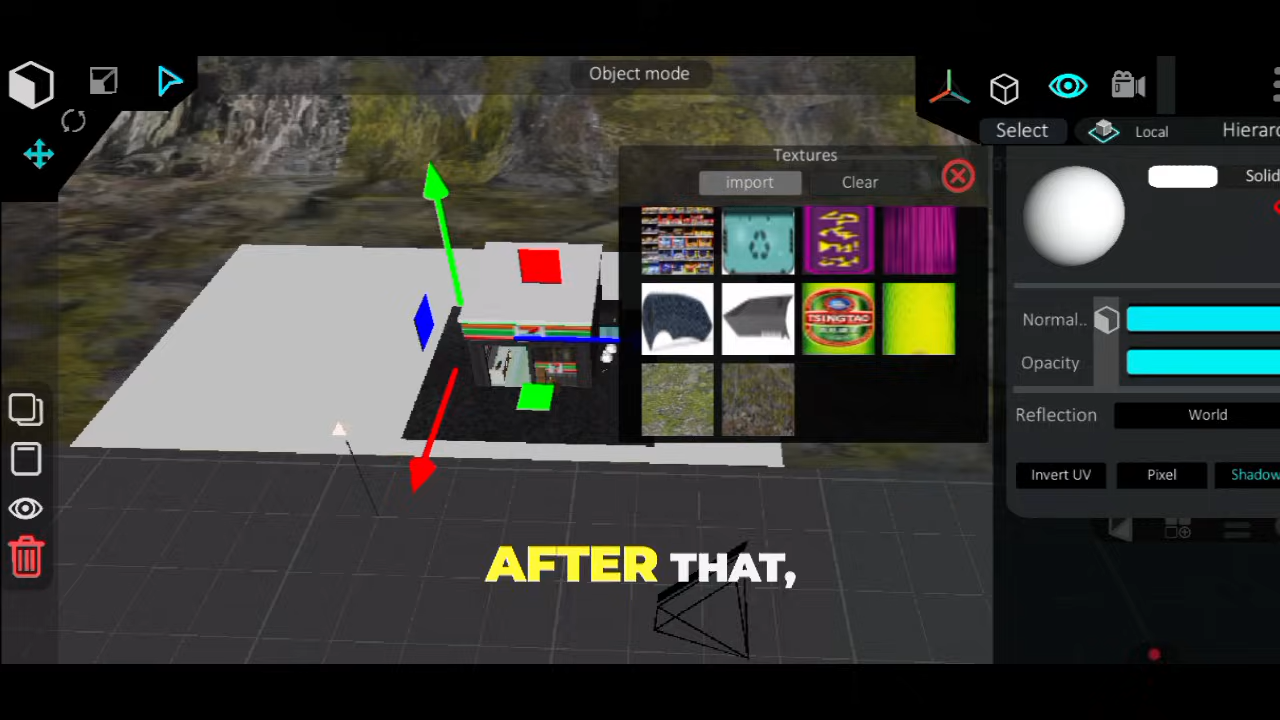 Object mode
Select
Local
Hierarc
Textures
import
Clear
Solid
TSINGTAO
Normal..
Opacity
Reflection
World
Invert UV
Pixel
Shadow
AFTER THAT,